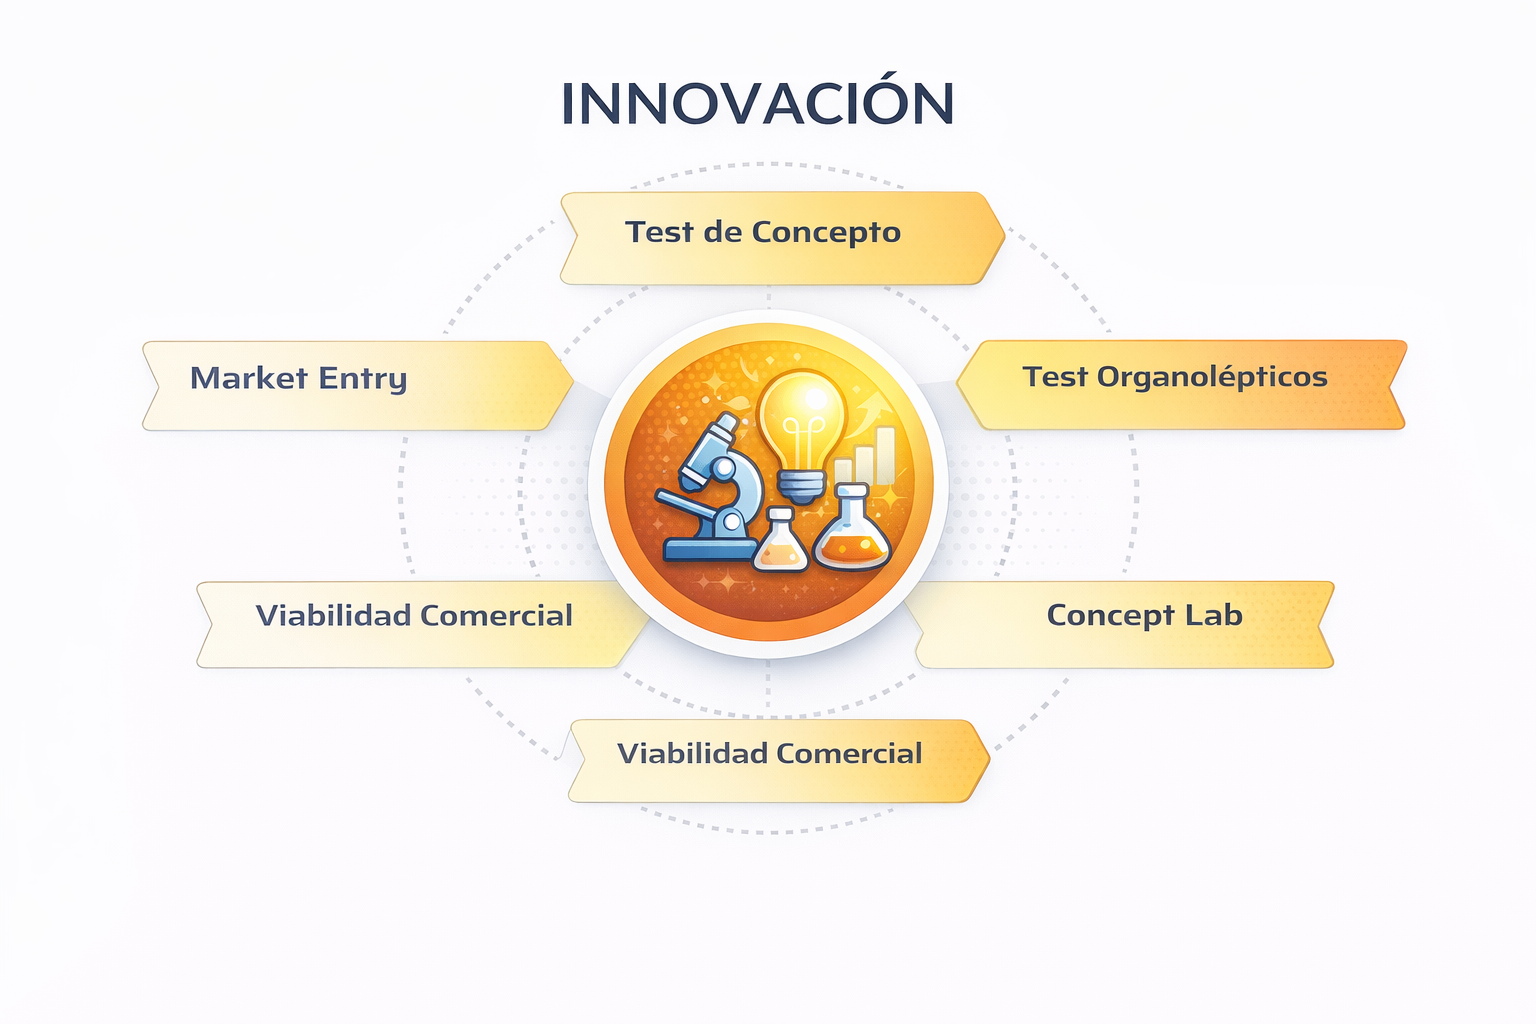 INNOVACIÓN
Test de Concepto
Market Entry
Test Organolépticos
Viabilidad Comercial
Concept Lab
Viabilidad Comercial